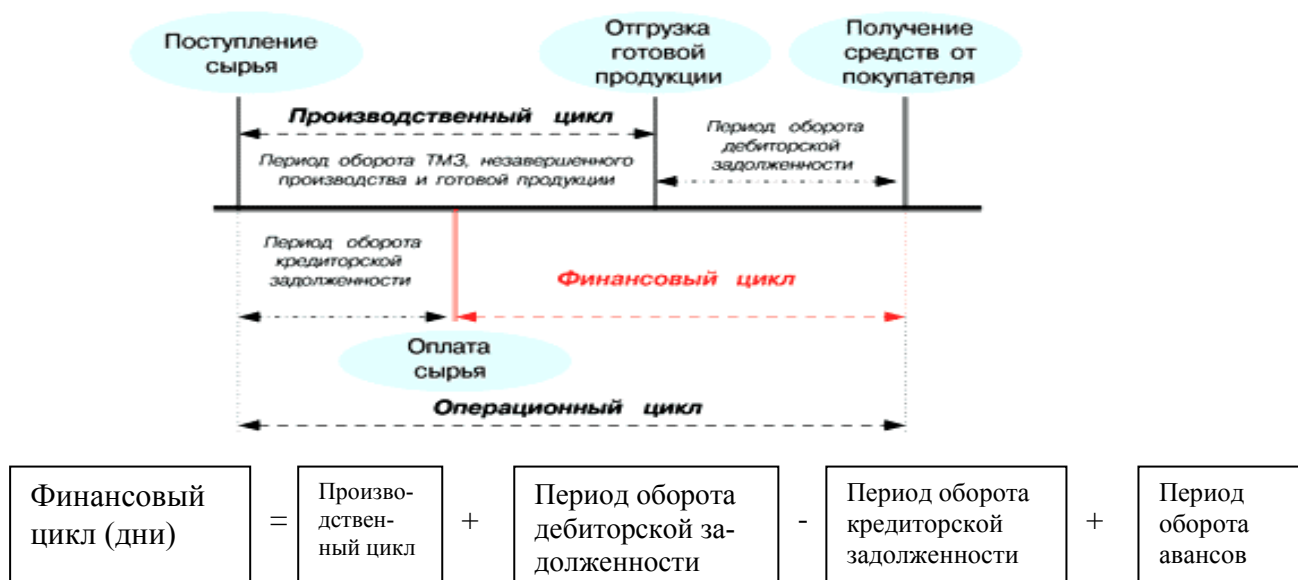 Поступление
сырья
Отгрузка
готовой
продукции
Получение
средств от
покупателя
Производственный цикл
Период оборота ТМЗ, незавершенного
производства и готовой продукции
Период оборота
дебиторской
задолженности
Период оборота
кредиторской
задолженности
Финансовый цикл
Оплата
сырья
Операционный цикл
Финансовый
цикл (дни)
=
Произво-
дствен-
ный цикл
+
Период оборота
дебиторской за-
долженности
-
Период оборота
кредиторской
задолженности
+
Период
оборота
авансов